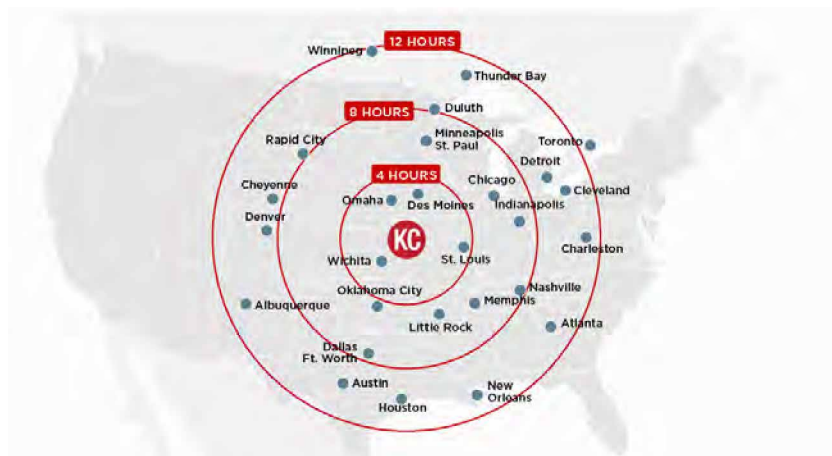 12 HOURS
Winnipeg
Thunder Bay
8 HOURS
Duluth
Minneapolis
St. Paul
Rapid City
Toronto
Detroit
4 HOURS
Chicago
Cheyenne
Cleveland
Omaha
Des Moines
Indianapolis
Denver
KC
Charleston
Wichita
St. Louis
Oklahoma City
Nashville
Memphis
Albuquerque
Little Rock
Atlanta
Dallas
Ft. Worth
Austin
New
Orleans
Houston